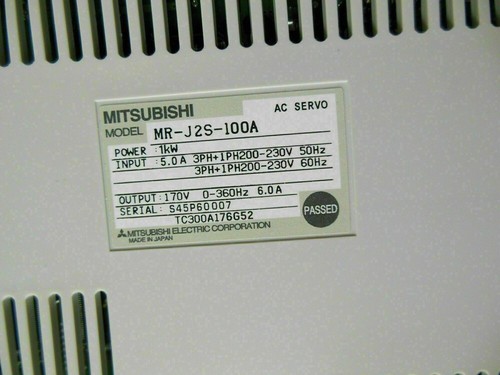 MITSUBISHI AC SERVO
MODEL MR-J2S-100A
POWER :1kW
INPUT :5.0A 3PH+1PH200-230V 50Hz
3PH+1PH200-230V 60Hz
OUTPUT:170V 0-360Hz 6.0A
SERIAL: S45P60007
TC300A176G52
PASSED
MITSUBISHI ELECTRIC CORPORATION
MADE IN JAPAN